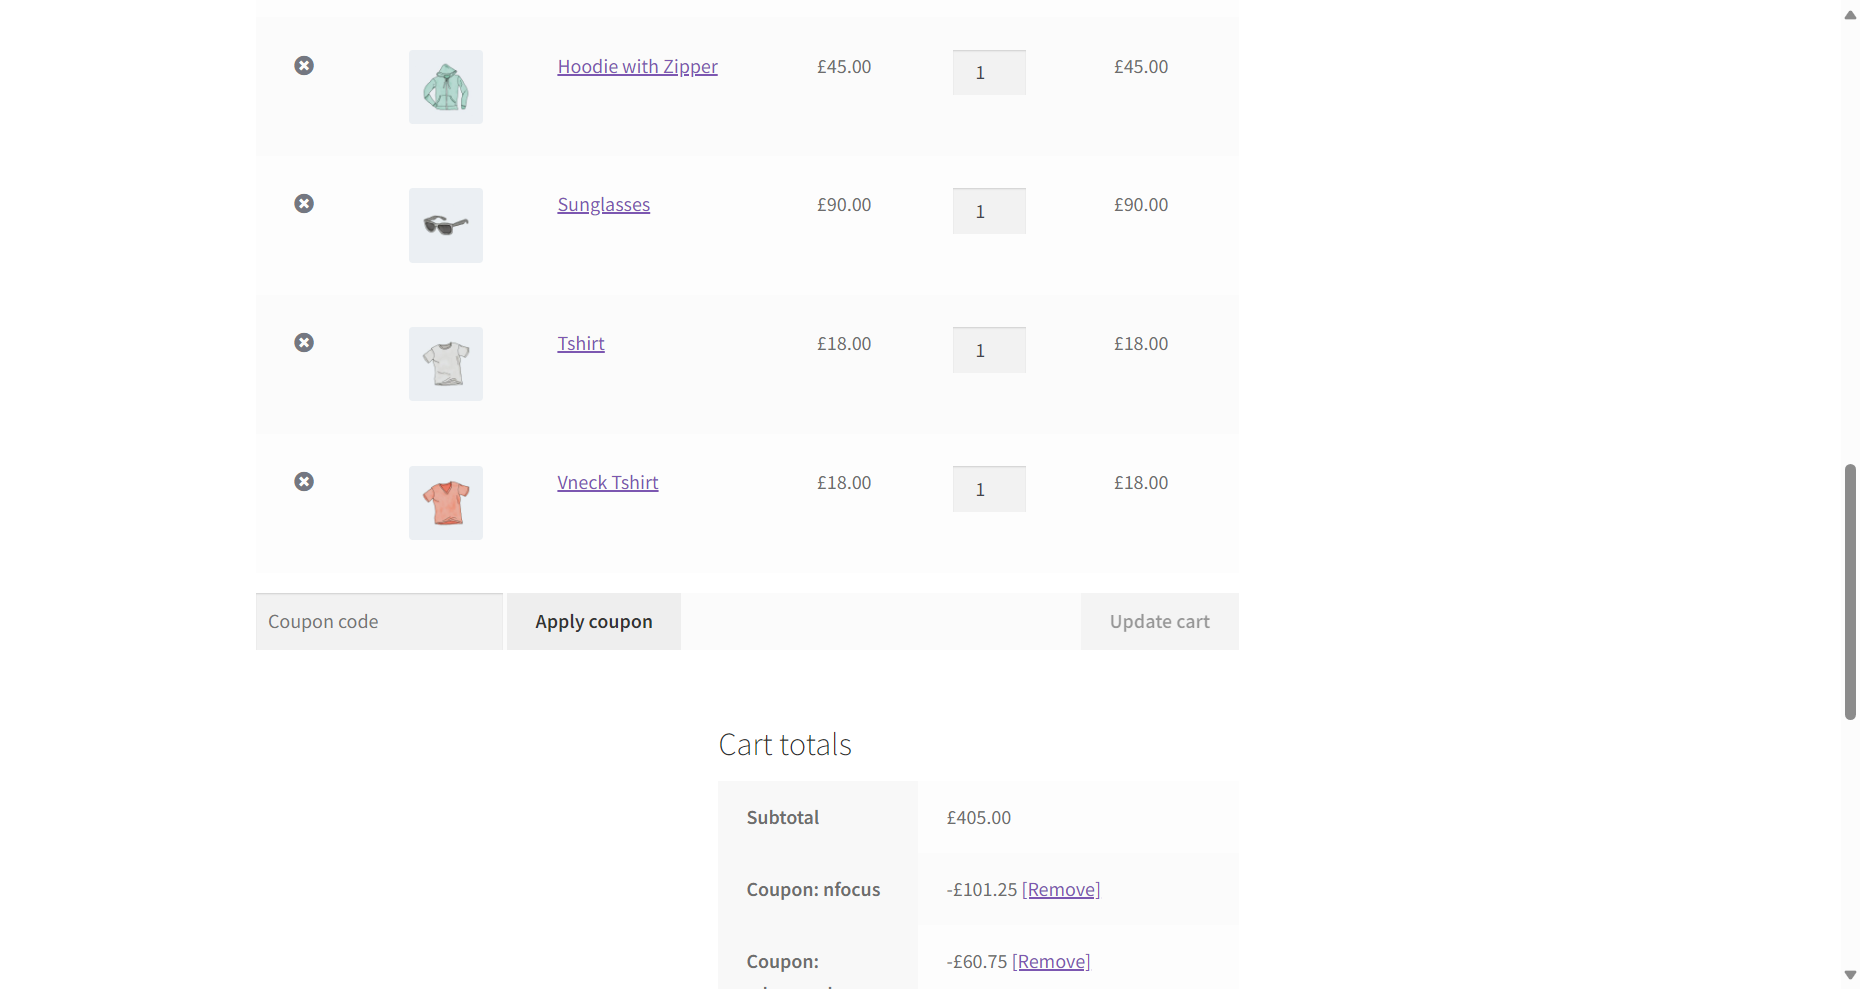 Hoodie with Zipper £45.00 1 £45.00
Sunglasses £90.00 1 £90.00
Tshirt £18.00 1 £18.00
Vneck Tshirt £18.00 1 £18.00
Coupon code Apply coupon Update cart
Cart totals
Subtotal £405.00
Coupon: nfocus -£101.25 [Remove]
Coupon: -£60.75 [Remove]